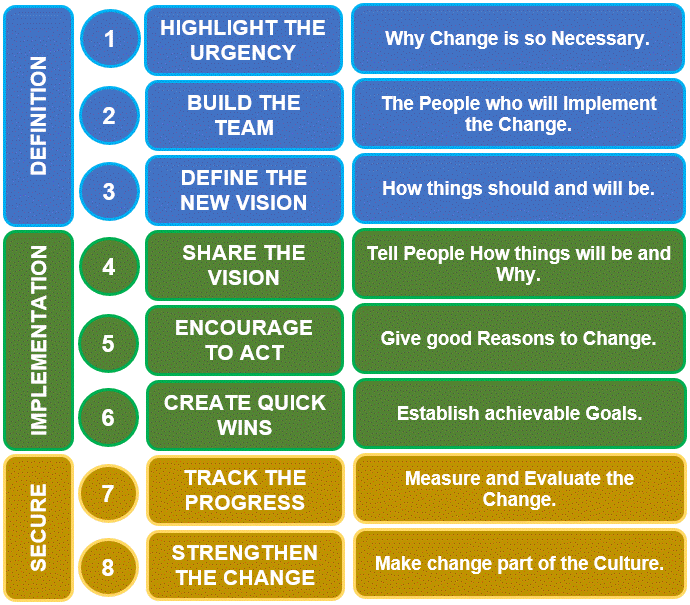 DEFINITION
1
HIGHLIGHT THE
URGENCY
Why Change is so Necessary.
2
BUILD THE
TEAM
The People who will Implement
the Change.
3
DEFINE THE
NEW VISION
How things should and will be.
IMPLEMENTATION
4
SHARE THE
VISION
Tell People How things will be and
Why.
5
ENCOURAGE
TO ACT
Give good Reasons to Change.
6
CREATE QUICK
WINS
Establish achievable Goals.
SECURE
7
TRACK THE
PROGRESS
Measure and Evaluate the
Change.
8
STRENGTHEN
THE CHANGE
Make change part of the Culture.